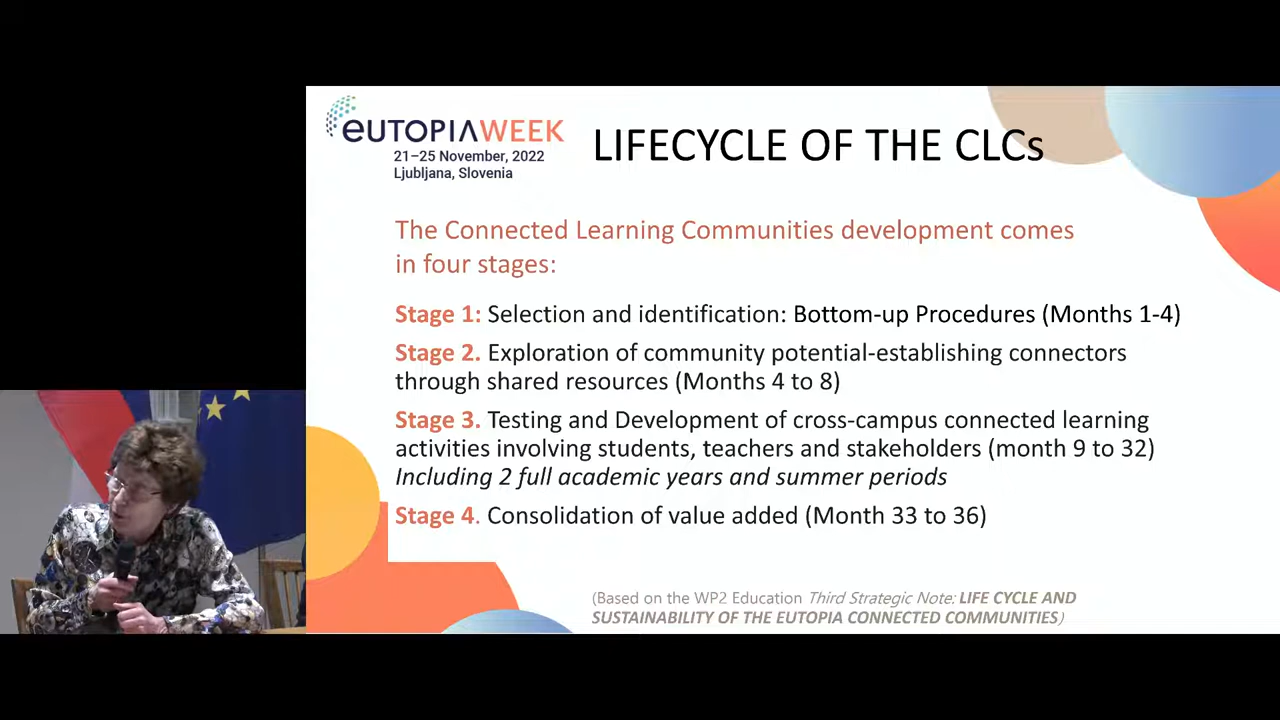 eUTOPIAWEEK
21–25 November, 2022
Ljubljana, Slovenia
LIFECYCLE OF THE CLCs
The Connected Learning Communities development comes
in four stages:
Stage 1: Selection and identification: Bottom-up Procedures (Months 1-4)
Stage 2. Exploration of community potential-establishing connectors
through shared resources (Months 4 to 8)
Stage 3. Testing and Development of cross-campus connected learning
activities involving students, teachers and stakeholders (month 9 to 32)
Including 2 full academic years and summer periods
Stage 4. Consolidation of value added (Month 33 to 36)
(Based on the WP2 Education Third Strategic Note: LIFE CYCLE AND
SUSTAINABILITY OF THE EUTOPIA CONNECTED COMMUNITIES)